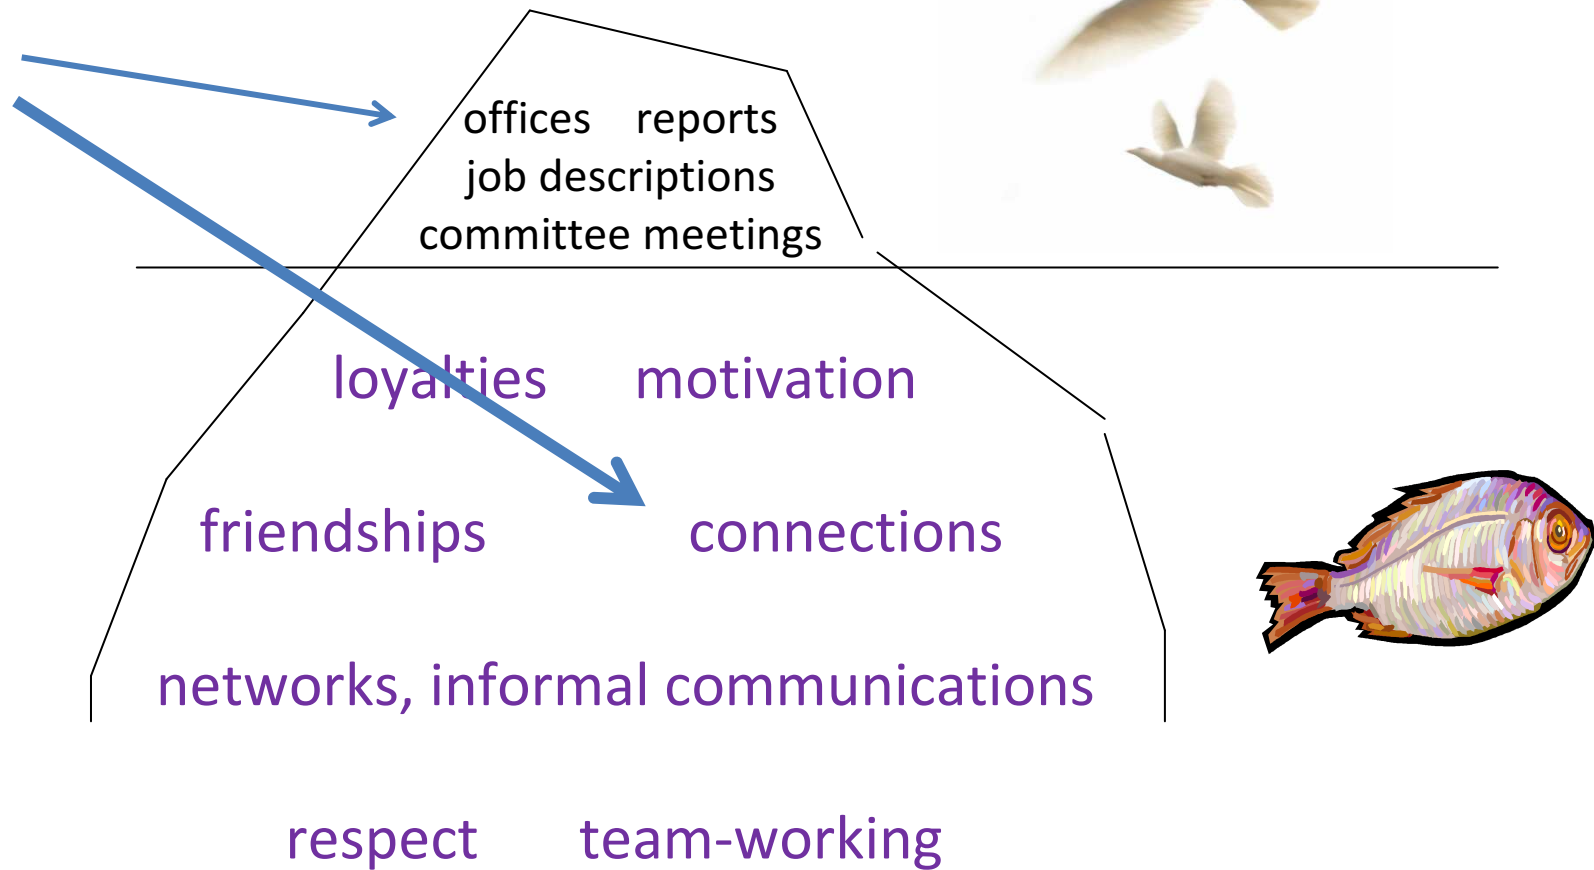 offices reports
job descriptions
committee meetings
loyalties motivation
friendships connections
networks, informal communications
respect team-working